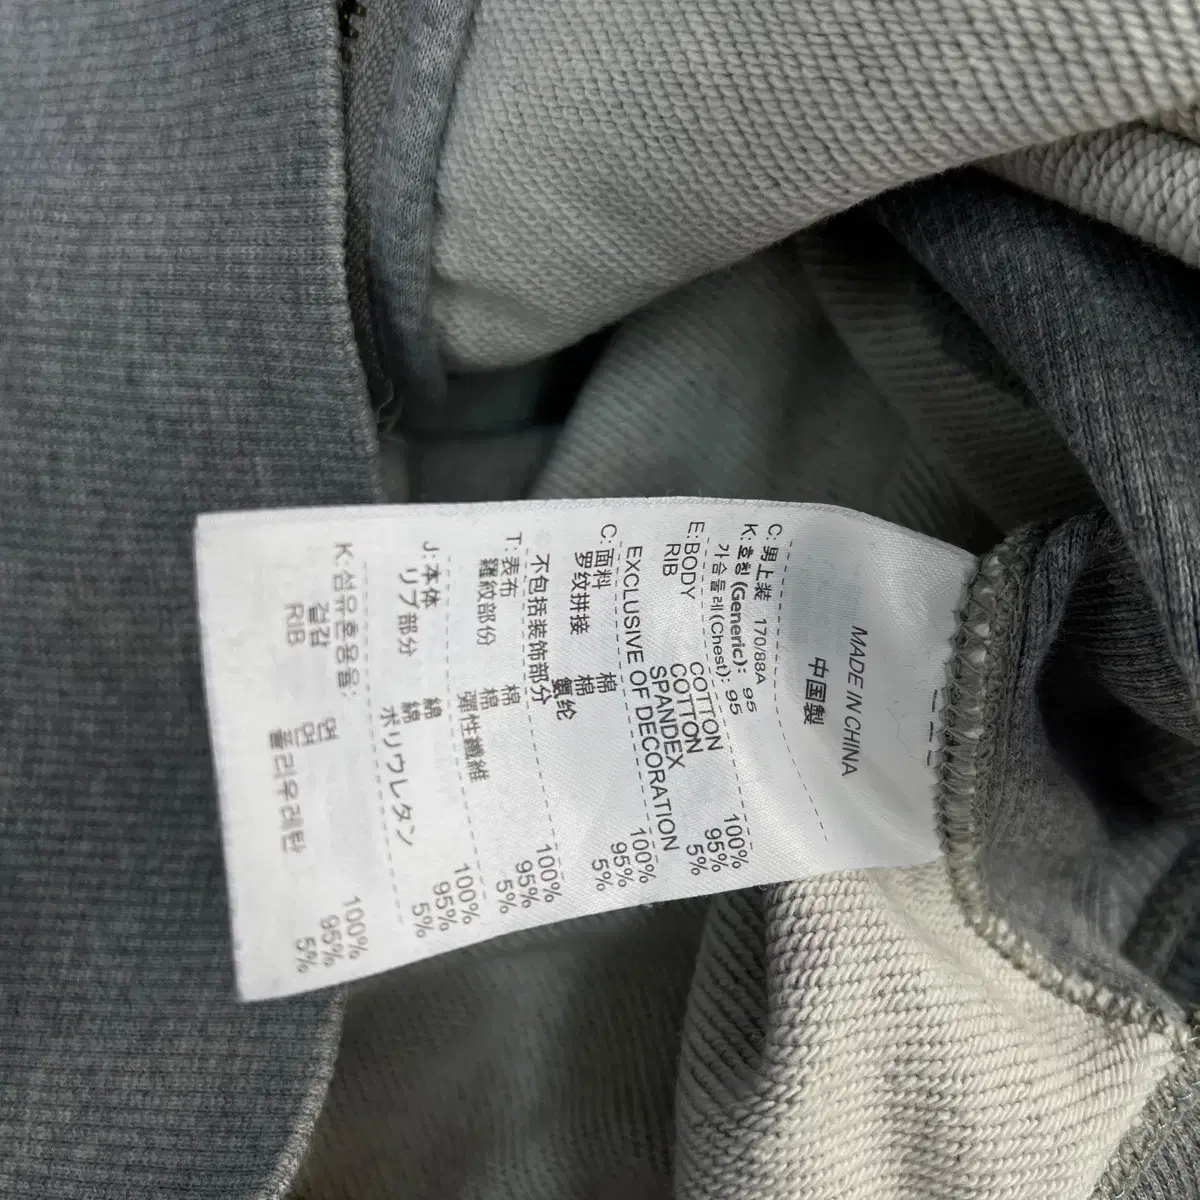 MADE IN CHINA
中国製
C: 男上装 170/88A
K: 호칭 (Generic): 95
가슴둘레(Chest): 95
E: BODY COTTON 100%
RIB COTTON 95%
SPANDEX 5%
EXCLUSIVE OF DECORATION
C: 面料 棉 100%
罗纹拼接 棉 95%
氨纶 5%
不包括装饰部分
T: 表布 棉 100%
羅紋部份 棉 95%
彈性纖維 5%
J: 本体 綿 100%
リブ部分 綿 95%
ポリウレタン 5%
K: 섬유혼용율:
겉감 면 100%
RIB 면 95%
폴리우레탄 5%